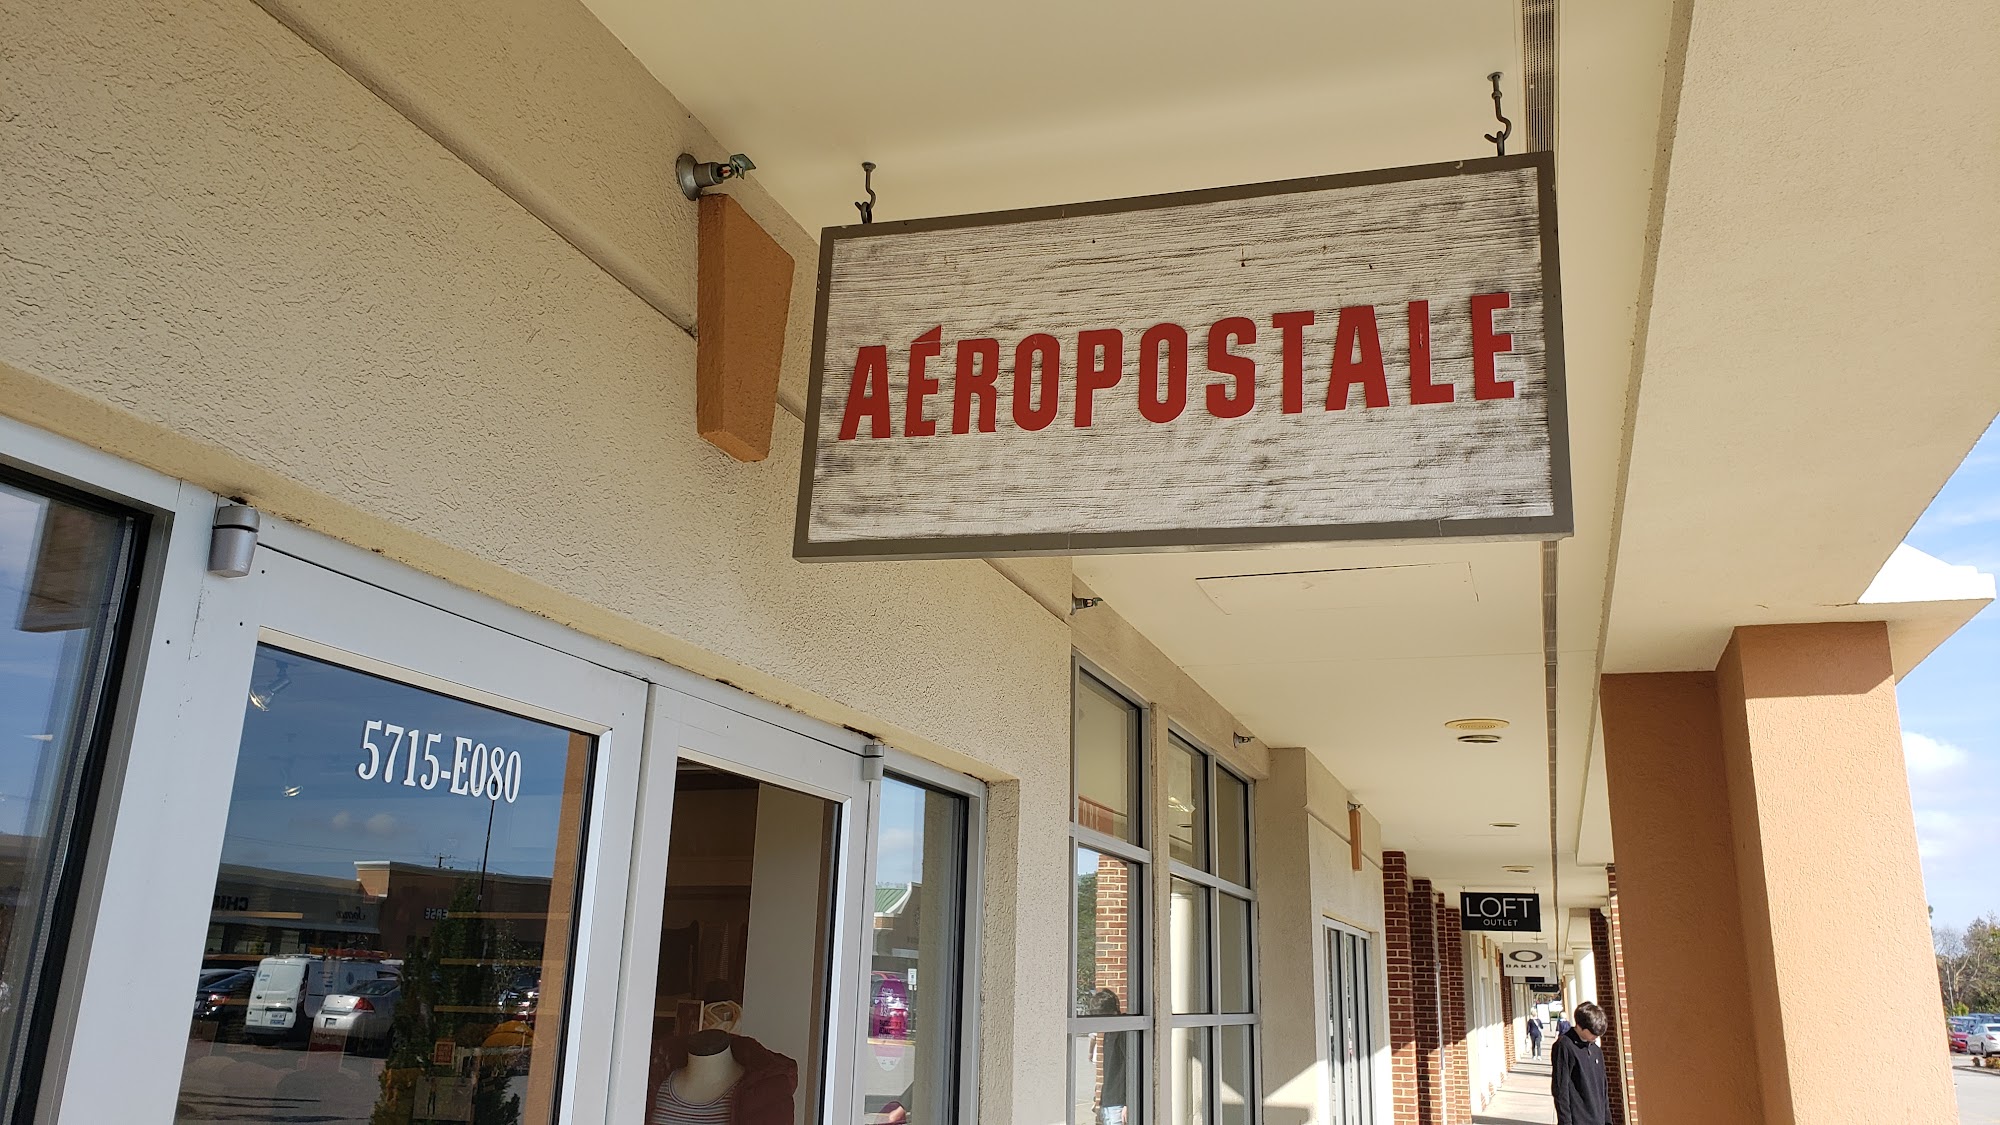 AÉROPOSTALE
5715-E080
LOFT
OUTLET
OAKLEY